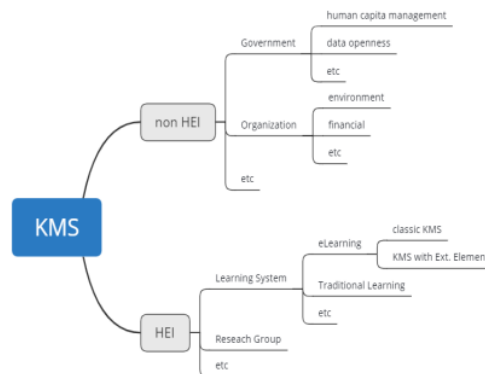 human capita management
Government
data openness
etc
environment
non HEI
Organization
financial
etc
etc
KMS
classic KMS
eLearning
KMS with Ext. Elemen
Learning System
Traditional Learning
etc
HEI
Reseach Group
etc